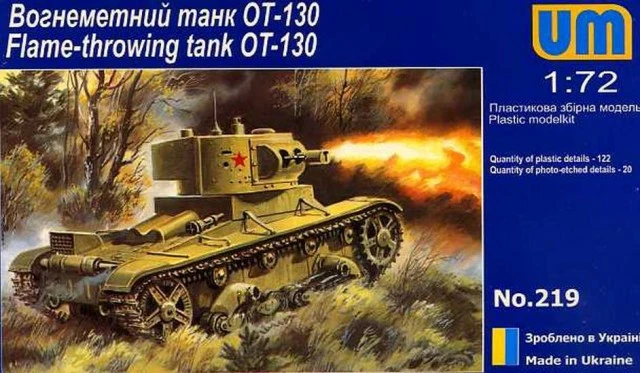 Вогнеметний танк ОТ-130
Flame-throwing tank OT-130
um
1:72
Пластикова збірна модель
Plastic modelkit
Quantity of plastic details - 122
Quantity of photo-etched details - 20
No.219
Зроблено в Україні
Made in Ukraine